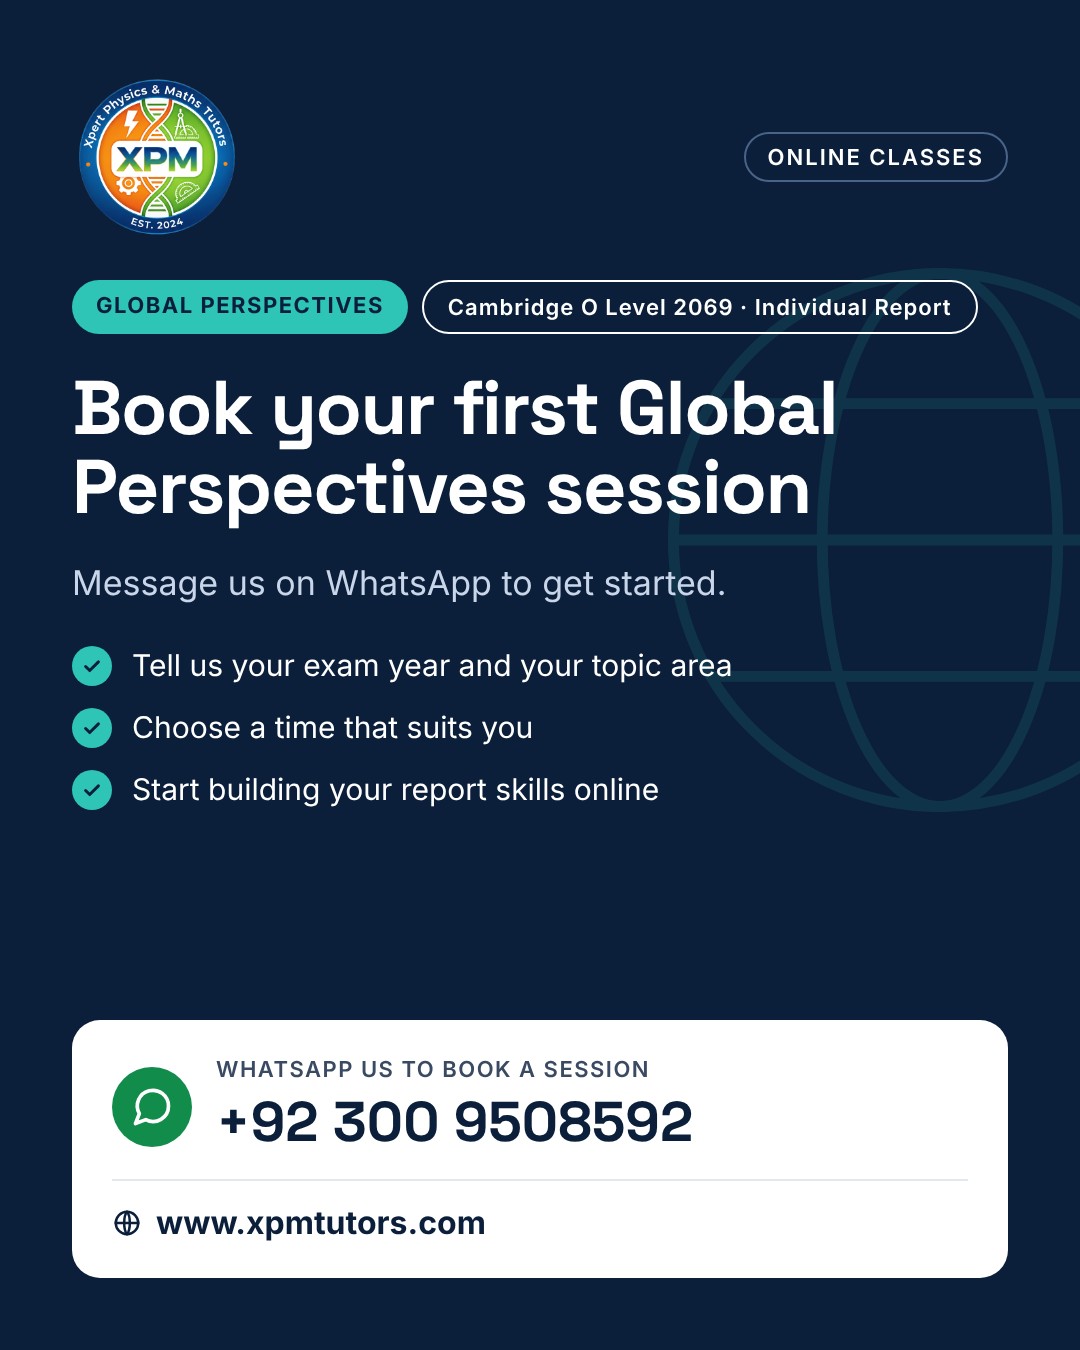 Xpert Physics & Maths Tutors
XPM
EST. 2024
ONLINE CLASSES
GLOBAL PERSPECTIVES
Cambridge O Level 2069 · Individual Report
Book your first Global
Perspectives session
Message us on WhatsApp to get started.
Tell us your exam year and your topic area
Choose a time that suits you
Start building your report skills online
WHATSAPP US TO BOOK A SESSION
+92 300 9508592
www.xpmtutors.com